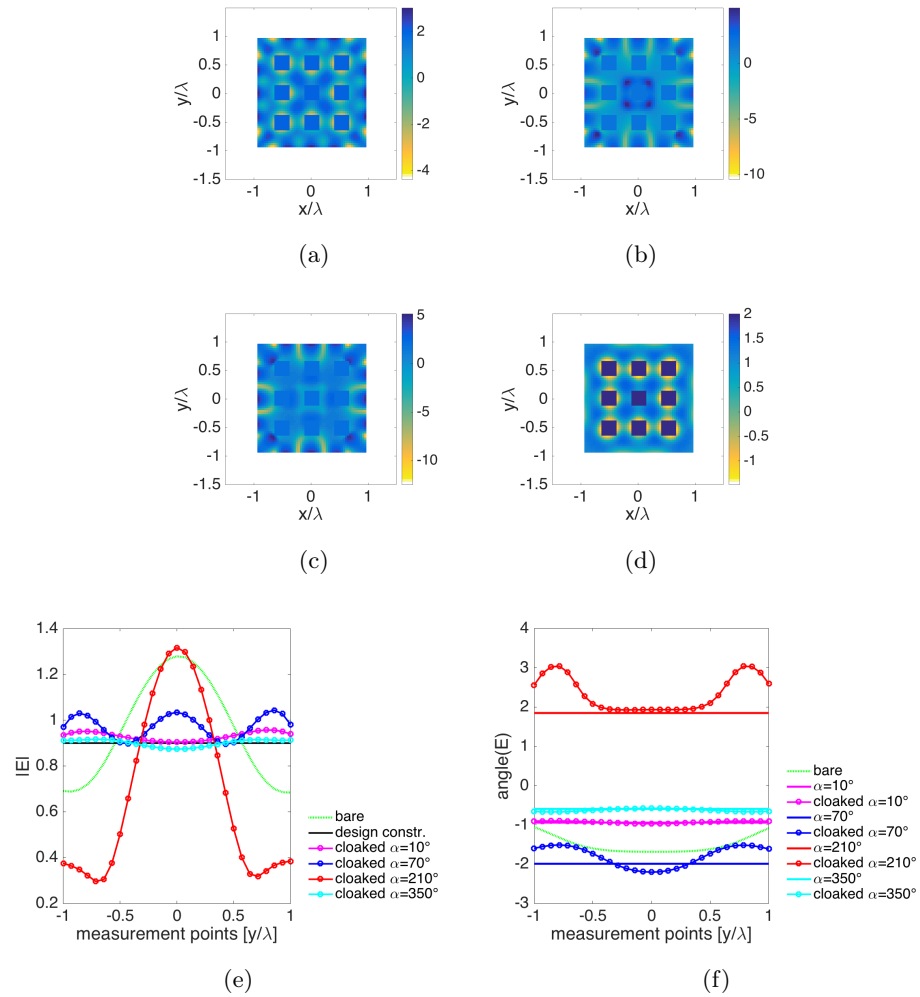 1
0.5
0
-0.5
-1
-1.5
y/λ
-1 0 1
x/λ
2
0
-2
-4
(a)
1
0.5
0
-0.5
-1
-1.5
y/λ
-1 0 1
x/λ
0
-5
-10
(b)
1
0.5
0
-0.5
-1
-1.5
y/λ
-1 0 1
x/λ
5
0
-5
-10
(c)
1
0.5
0
-0.5
-1
-1.5
y/λ
-1 0 1
x/λ
2
1.5
1
0.5
0
-0.5
-1
(d)
1.4
1.2
1
0.8
0.6
0.4
0.2
|E|
-1 -0.5 0 0.5 1
measurement points [y/λ]
bare
design constr.
cloaked α=10°
cloaked α=70°
cloaked α=210°
cloaked α=350°
(e)
4
3
2
1
0
-1
-2
-3
angle(E)
-1 -0.5 0 0.5 1
measurement points [y/λ]
bare
α=10°
cloaked α=10°
α=70°
cloaked α=70°
α=210°
cloaked α=210°
α=350°
cloaked α=350°
(f)